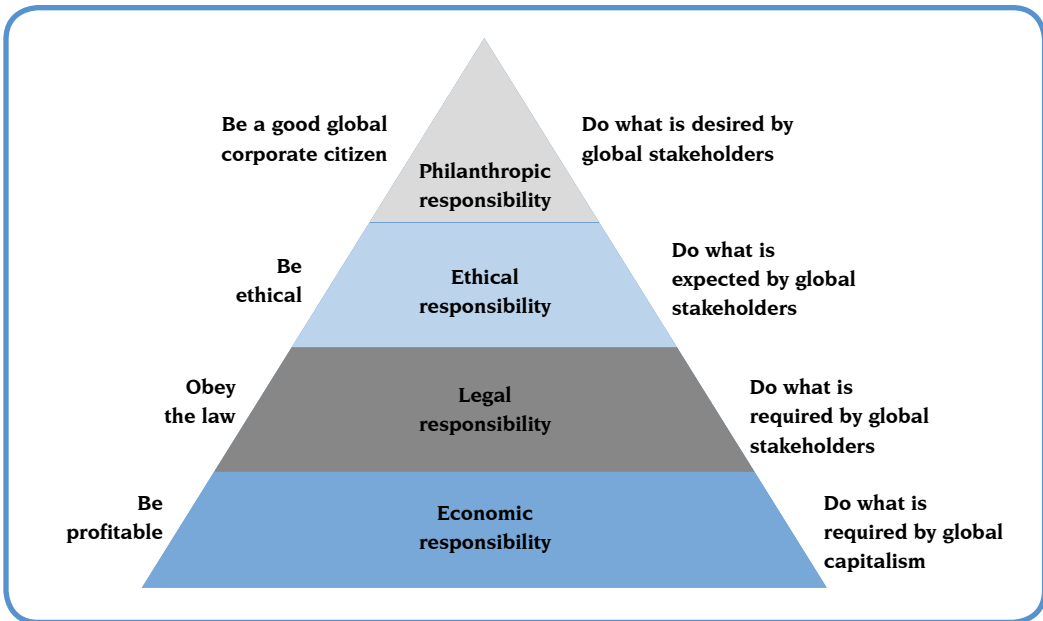 Be a good global
corporate citizen
Philanthropic
responsibility
Do what is desired by
global stakeholders
Be
ethical
Ethical
responsibility
Do what is
expected by global
stakeholders
Obey
the law
Legal
responsibility
Do what is
required by global
stakeholders
Be
profitable
Economic
responsibility
Do what is
required by global
capitalism